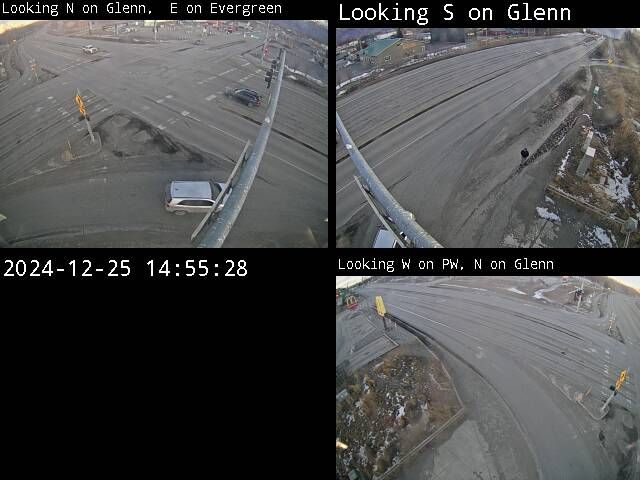 Looking N on Glenn, E on Evergreen
Looking S on Glenn
2024-12-25 14:55:28
Looking W on PW, N on Glenn